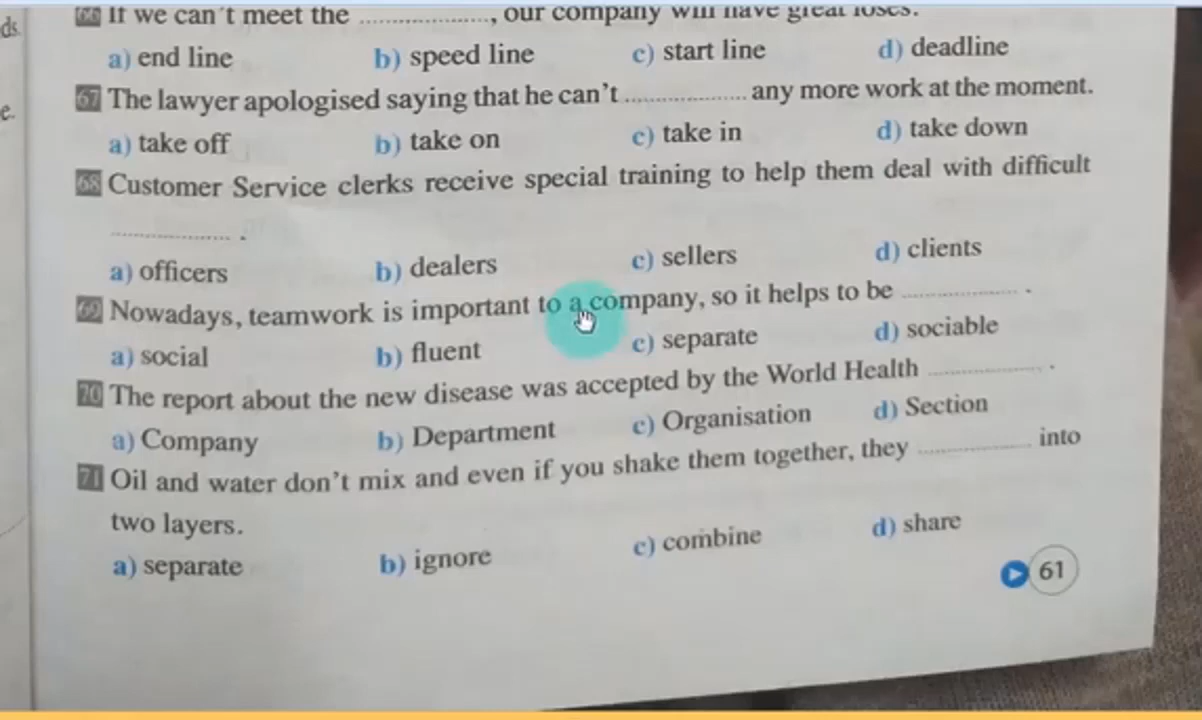 ds.
e.
66 If we can't meet the ...................., our company will have great loses.
a) end line b) speed line c) start line d) deadline
67 The lawyer apologised saying that he can't .................... any more work at the moment.
a) take off b) take on c) take in d) take down
68 Customer Service clerks receive special training to help them deal with difficult
.................... .
a) officers b) dealers c) sellers d) clients
69 Nowadays, teamwork is important to a company, so it helps to be .................... .
a) social b) fluent c) separate d) sociable
70 The report about the new disease was accepted by the World Health .................... .
a) Company b) Department c) Organisation d) Section
71 Oil and water don't mix and even if you shake them together, they .................... into
two layers.
a) separate b) ignore c) combine d) share
61